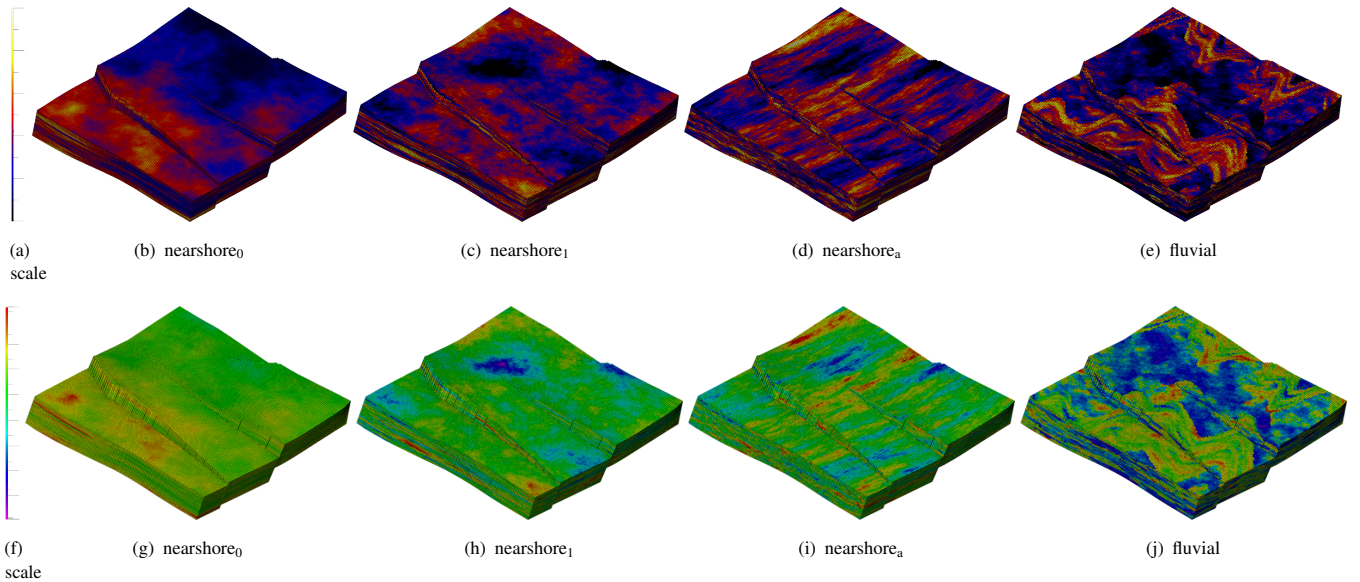 (a) scale
(b) nearshore₀
(c) nearshore₁
(d) nearshoreₐ
(e) fluvial
(f) scale
(g) nearshore₀
(h) nearshore₁
(i) nearshoreₐ
(j) fluvial